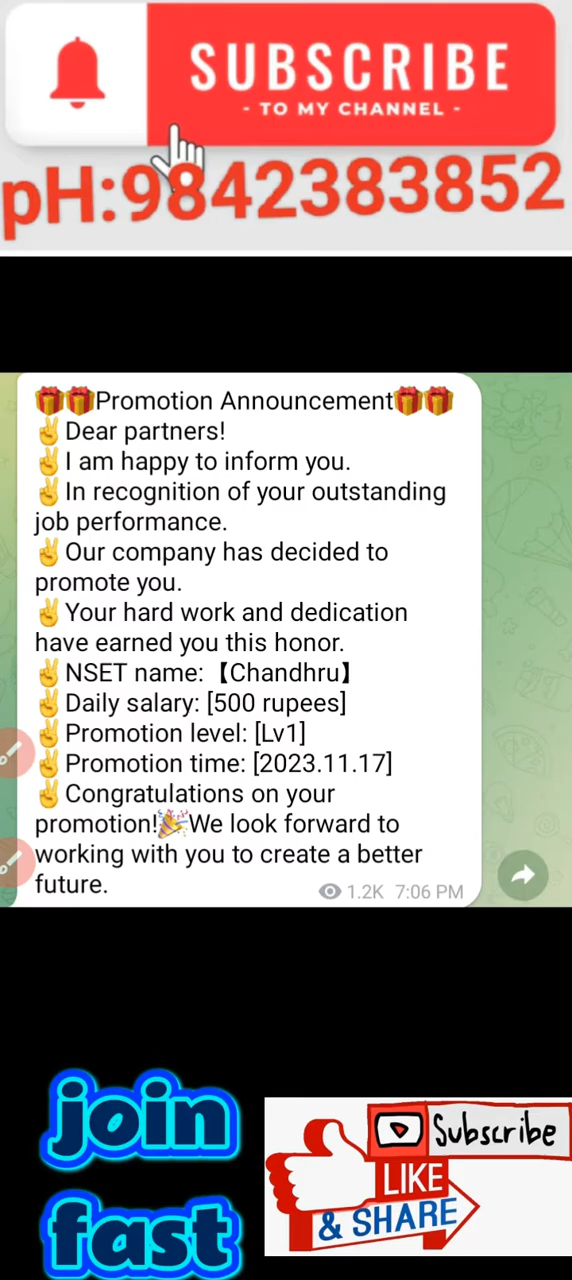 SUBSCRIBE
- TO MY CHANNEL -
pH:9842383852
🎁🎁Promotion Announcement🎁🎁
✌Dear partners!
✌I am happy to inform you.
✌In recognition of your outstanding
job performance.
✌Our company has decided to
promote you.
✌Your hard work and dedication
have earned you this honor.
✌NSET name:【Chandhru】
✌Daily salary: [500 rupees]
✌Promotion level: [Lv1]
✌Promotion time: [2023.11.17]
✌Congratulations on your
promotion!🎉We look forward to
working with you to create a better
future.
1.2K 7:06 PM
join
fast
Subscribe
LIKE
& SHARE